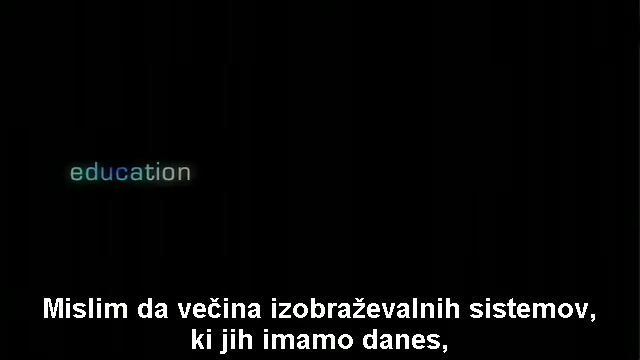 education
Mislim da večina izobraževalnih sistemov,
ki jih imamo danes,